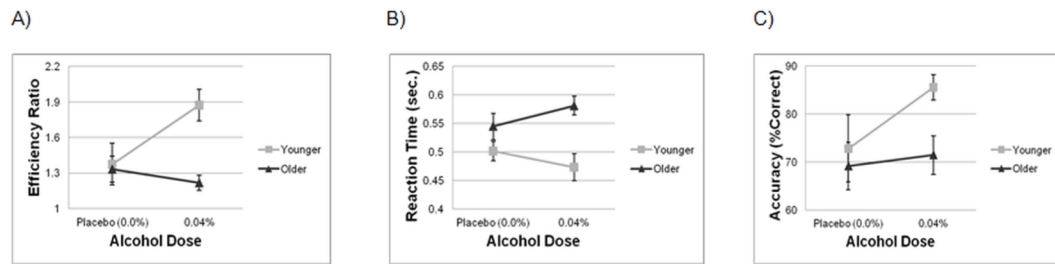 A)
B)
C)
2.2
1.9
1.6
1.3
1
Efficiency Ratio
Placebo (0.0%)
0.04%
Alcohol Dose
Younger
Older
0.65
0.6
0.55
0.5
0.45
0.4
Reaction Time (sec.)
Placebo (0.0%)
0.04%
Alcohol Dose
Younger
Older
90
80
70
60
Accuracy (%Correct)
Placebo (0.0%)
0.04%
Alcohol Dose
Younger
Older